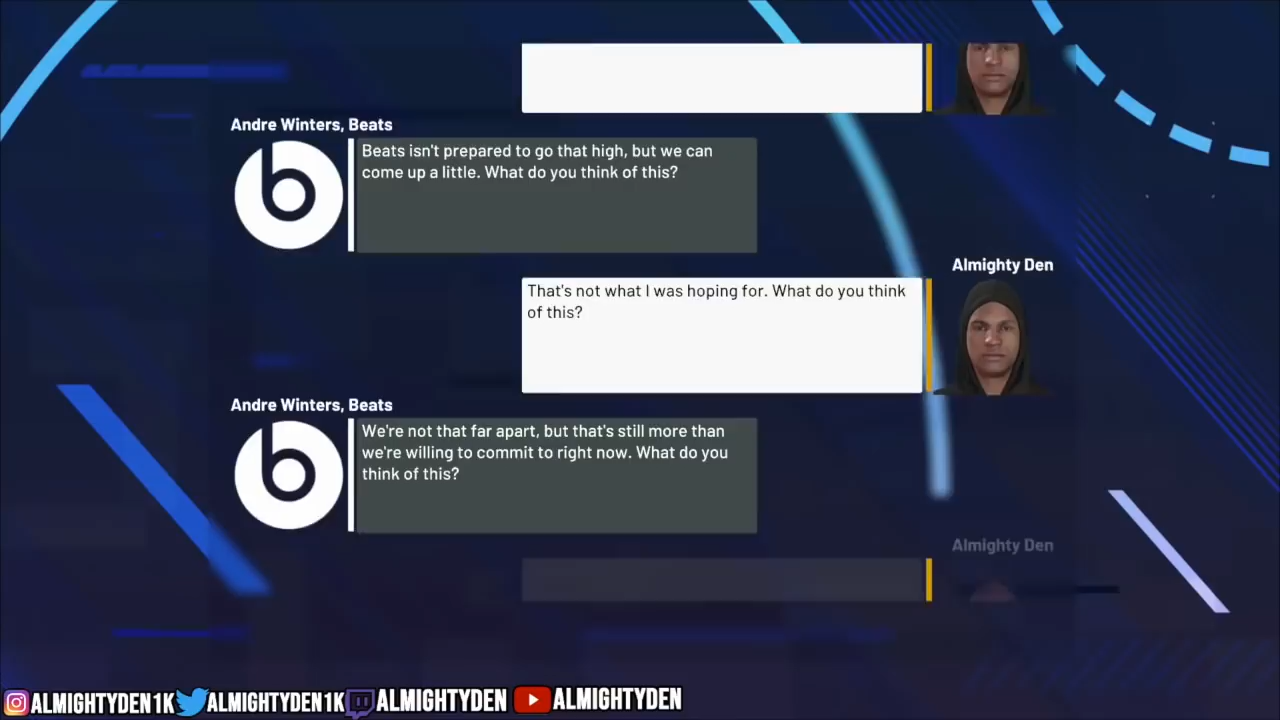 Andre Winters, Beats
Beats isn't prepared to go that high, but we can
come up a little. What do you think of this?
Almighty Den
That's not what I was hoping for. What do you think
of this?
Andre Winters, Beats
We're not that far apart, but that's still more than
we're willing to commit to right now. What do you
think of this?
Almighty Den
ALMIGHTYDEN1K ALMIGHTYDEN1K ALMIGHTYDEN ALMIGHTYDEN